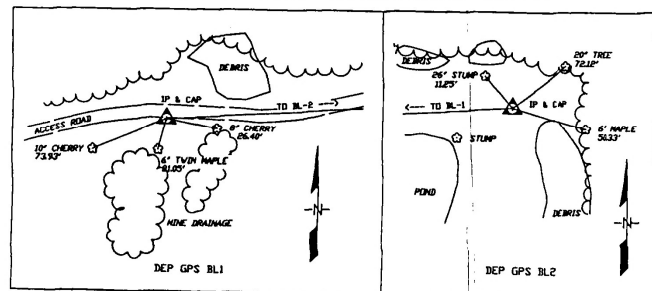 DEBRIS
IP & CAP
TO BL-2 --->
ACCESS ROAD
8" CHERRY
26.40'
10" CHERRY
73.93'
6" TWIN MAPLE
81.05'
MINE DRAINAGE
N
DEP GPS BL1
DEBRIS
20" TREE
72.12'
26" STUMP
11.25'
IP & CAP
<--- TO BL-1
6" MAPLE
58.33'
STUMP
POND
DEBRIS
N
DEP GPS BL2